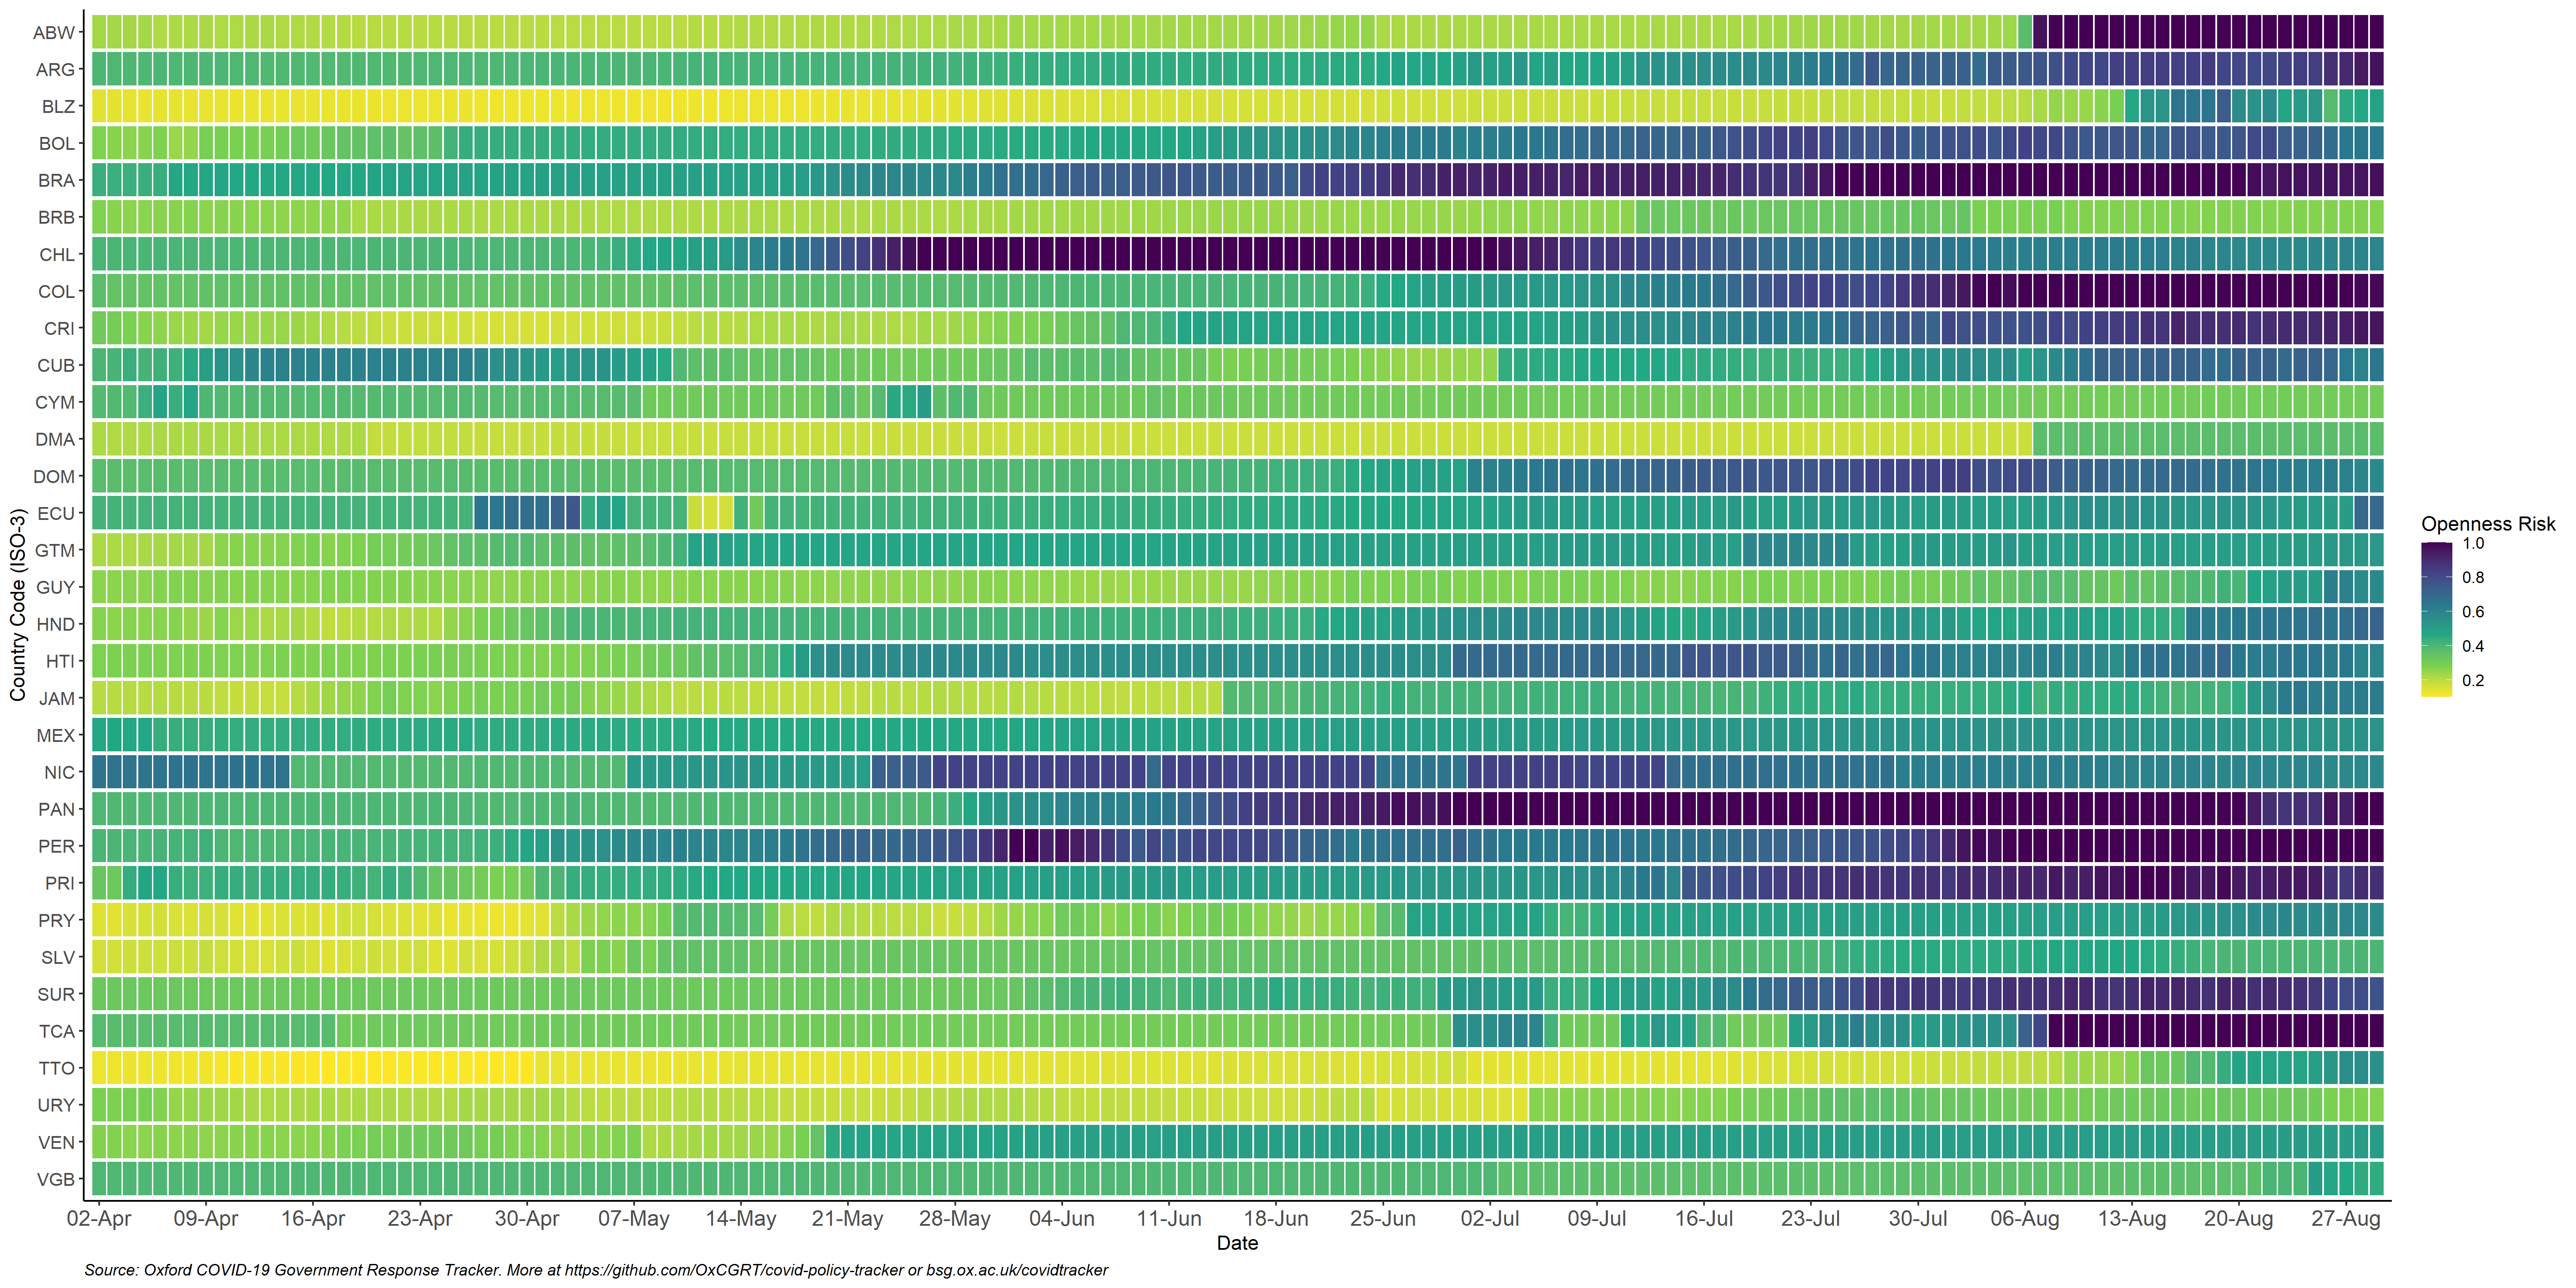 ABW
ARG
BLZ
BOL
BRA
BRB
CHL
COL
CRI
CUB
CYM
DMA
DOM
ECU
GTM
GUY
HND
HTI
JAM
MEX
NIC
PAN
PER
PRI
PRY
SLV
SUR
TCA
TTO
URY
VEN
VGB
Country Code (ISO-3)
02-Apr 09-Apr 16-Apr 23-Apr 30-Apr 07-May 14-May 21-May 28-May 04-Jun 11-Jun 18-Jun 25-Jun 02-Jul 09-Jul 16-Jul 23-Jul 30-Jul 06-Aug 13-Aug 20-Aug 27-Aug
Date
Openness Risk
1.0
0.8
0.6
0.4
0.2
Source: Oxford COVID-19 Government Response Tracker. More at https://github.com/OxCGRT/covid-policy-tracker or bsg.ox.ac.uk/covidtracker